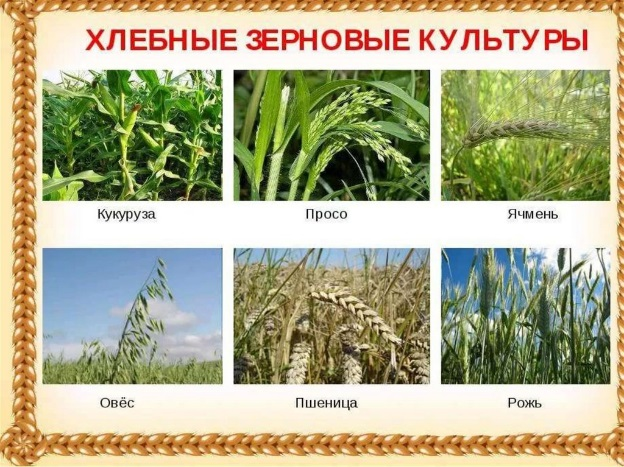 ХЛЕБНЫЕ ЗЕРНОВЫЕ КУЛЬТУРЫ
Кукуруза Просо Ячмень
Овёс Пшеница Рожь